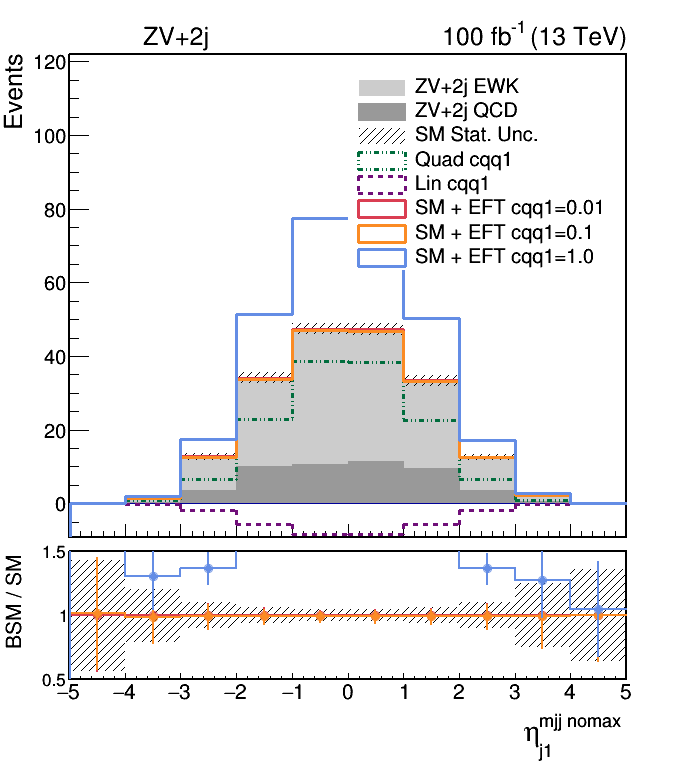 ZV+2j 100 fb-1 (13 TeV)
Events
120
100
80
60
40
20
0
ZV+2j EWK
ZV+2j QCD
SM Stat. Unc.
Quad cqq1
Lin cqq1
SM + EFT cqq1=0.01
SM + EFT cqq1=0.1
SM + EFT cqq1=1.0
BSM / SM
1.5
1
0.5
−5 −4 −3 −2 −1 0 1 2 3 4 5
η j1 mjj nomax